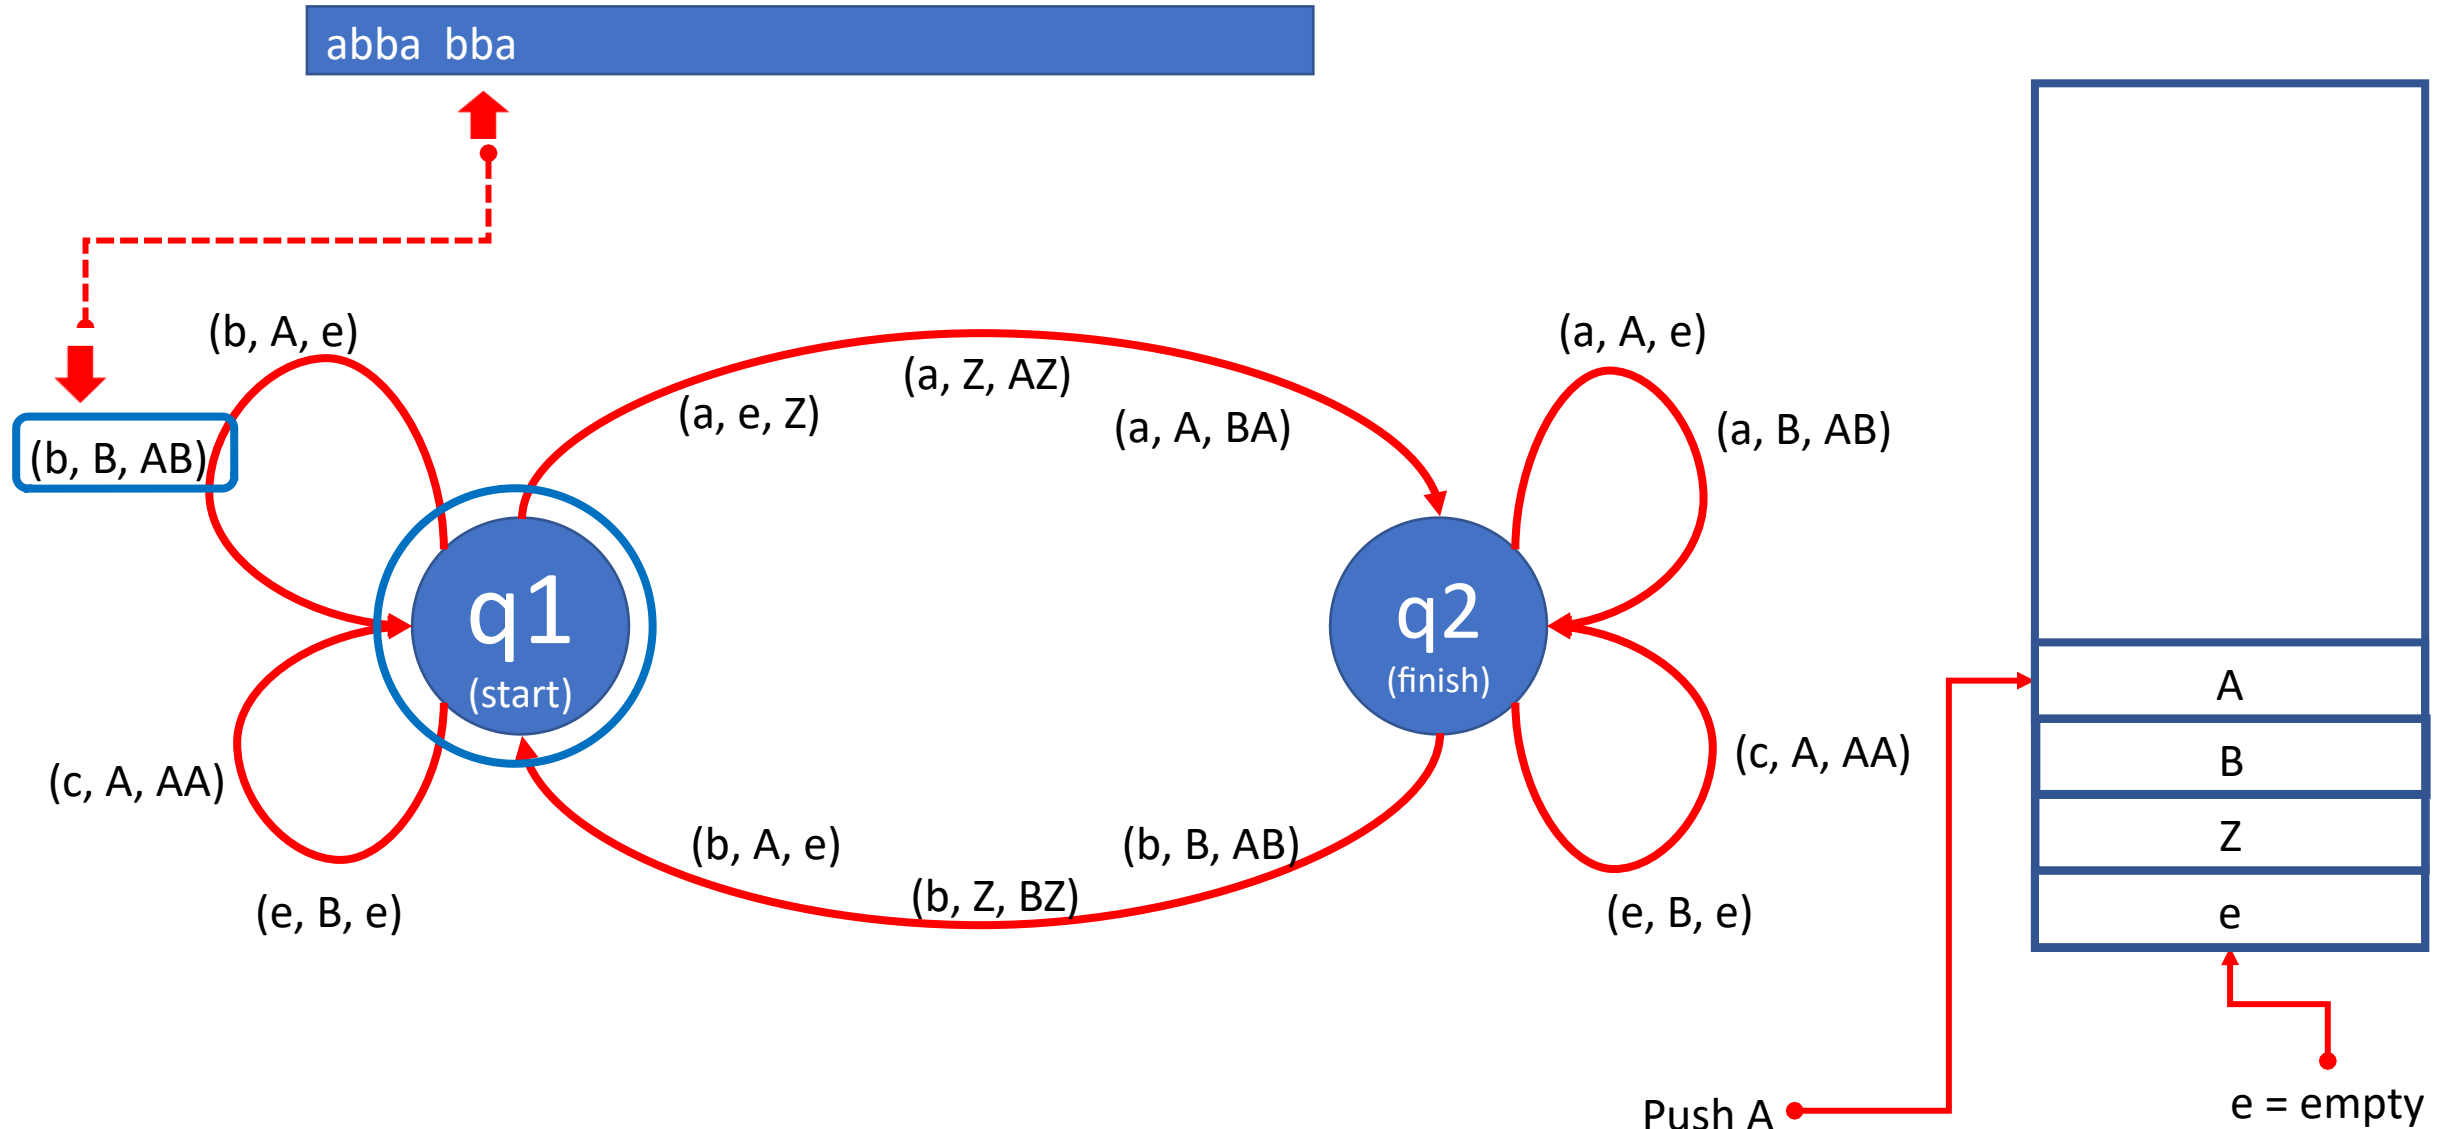 abba bba
(b, A, e)
(a, A, e)
(a, Z, AZ)
(a, e, Z)
(a, A, BA)
(a, B, AB)
(b, B, AB)
q1
(start)
q2
(finish)
A
B
Z
e
(c, A, AA)
(c, A, AA)
(b, A, e)
(b, B, AB)
(b, Z, BZ)
(e, B, e)
(e, B, e)
Push A
e = empty